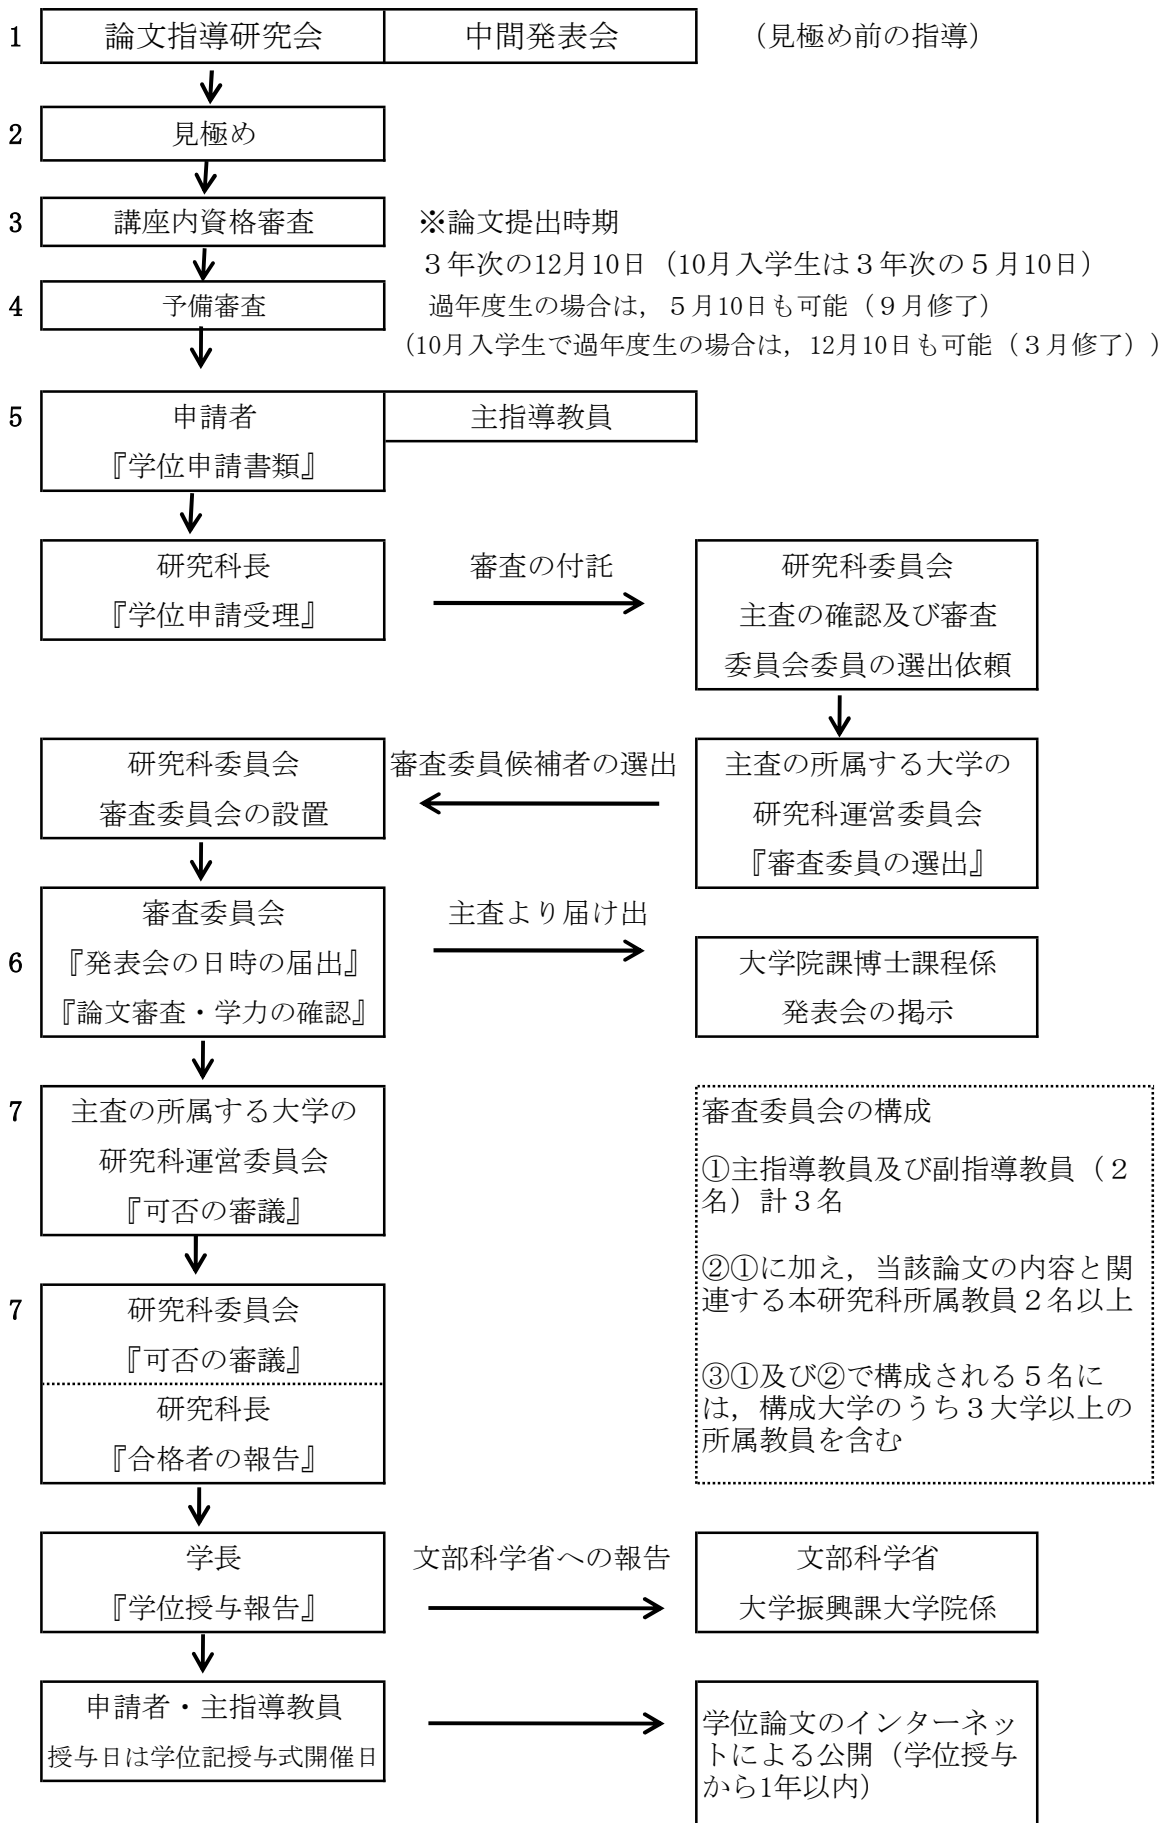 1 論文指導研究会 中間発表会 （見極め前の指導）
2 見極め
3 講座内資格審査 ※論文提出時期
３年次の12月10日（10月入学生は３年次の５月10日）
4 予備審査 過年度生の場合は，５月10日も可能（９月修了）
（10月入学生で過年度生の場合は，12月10日も可能（３月修了））
5 申請者 主指導教員
『学位申請書類』
研究科長 審査の付託 研究科委員会
『学位申請受理』 主査の確認及び審査
委員会委員の選出依頼
研究科委員会 審査委員候補者の選出 主査の所属する大学の
審査委員会の設置 研究科運営委員会
『審査委員の選出』
審査委員会 主査より届け出
6 『発表会の日時の届出』 大学院課博士課程係
『論文審査・学力の確認』 発表会の掲示
7 主査の所属する大学の
研究科運営委員会
『可否の審議』
7 研究科委員会
『可否の審議』
研究科長
『合格者の報告』
審査委員会の構成
①主指導教員及び副指導教員（２
名）計３名
②①に加え，当該論文の内容と関
連する本研究科所属教員２名以上
③①及び②で構成される５名に
は，構成大学のうち３大学以上の
所属教員を含む
学長 文部科学省への報告 文部科学省
『学位授与報告』 大学振興課大学院係
申請者・主指導教員
授与日は学位記授与式開催日
学位論文のインターネッ
トによる公開（学位授与
から1年以内）